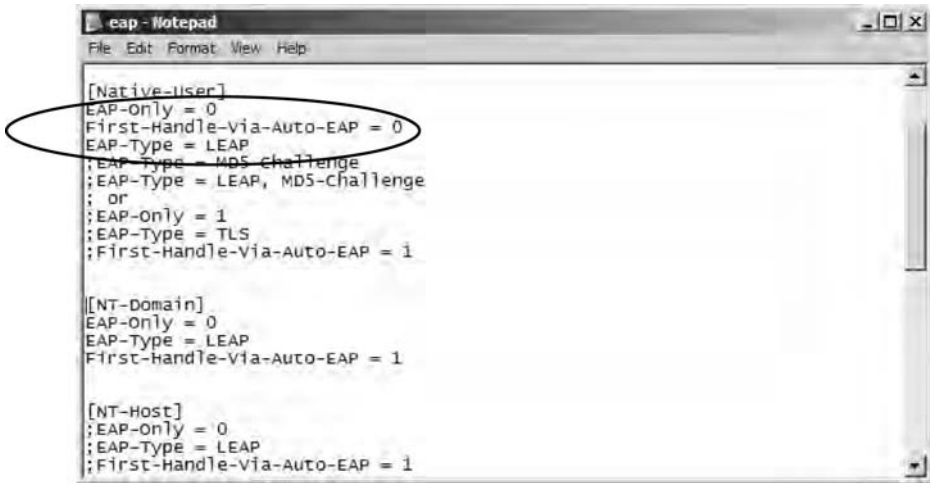 eap - Notepad
File Edit Format View Help
[Native-User]
EAP-Only = 0
First-Handle-Via-Auto-EAP = 0
EAP-Type = LEAP
;EAP-Type = MD5-Challenge
;EAP-Type = LEAP, MD5-Challenge
; or
;EAP-Only = 1
;EAP-Type = TLS
;First-Handle-Via-Auto-EAP = 1
[NT-Domain]
EAP-Only = 0
EAP-Type = LEAP
First-Handle-Via-Auto-EAP = 1
[NT-Host]
;EAP-Only = 0
;EAP-Type = LEAP
;First-Handle-Via-Auto-EAP = 1